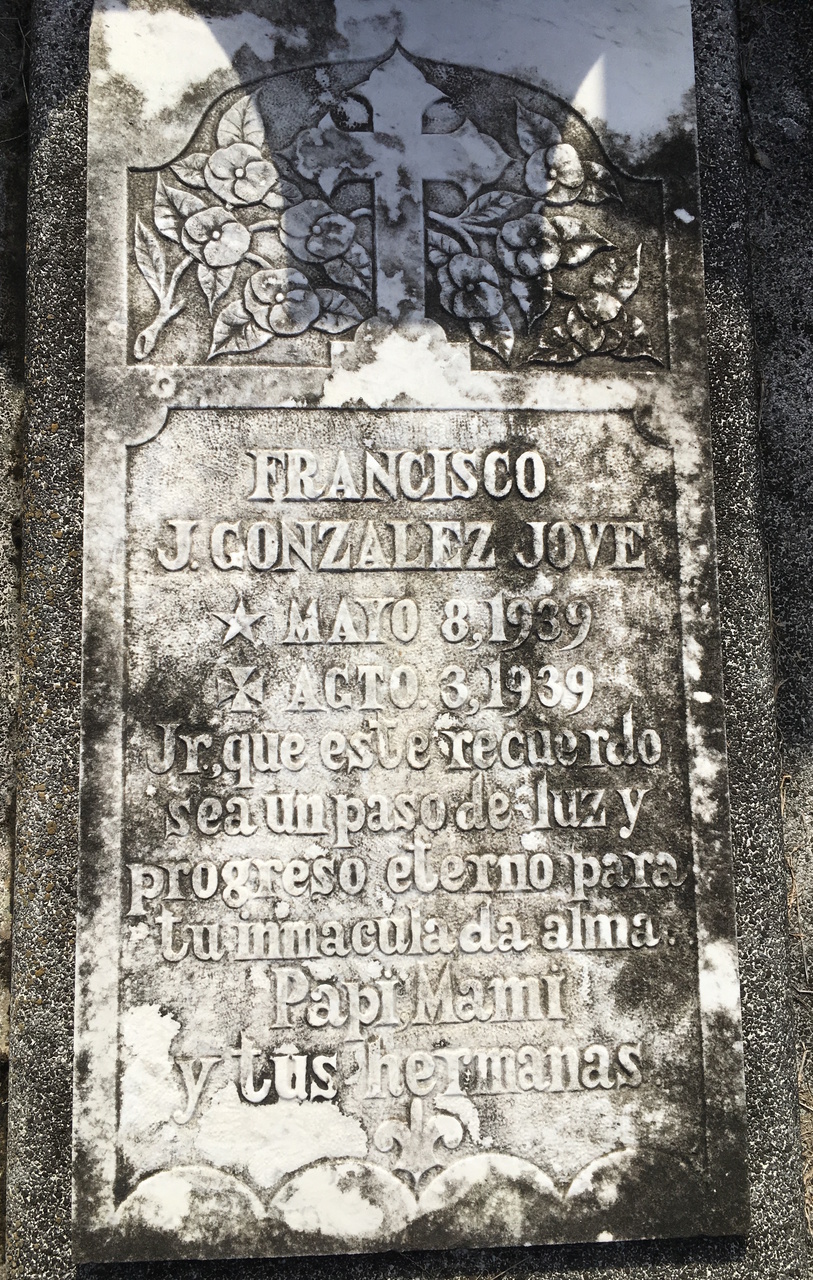 FRANCISCO
J. GONZALEZ JOVE
MAYO 8, 1939
AGTO. 3, 1939
Jr, que este recuerdo
sea un paso de luz y
progreso eterno para
tu inmaculada alma.
Papi, Mami
y tus hermanas